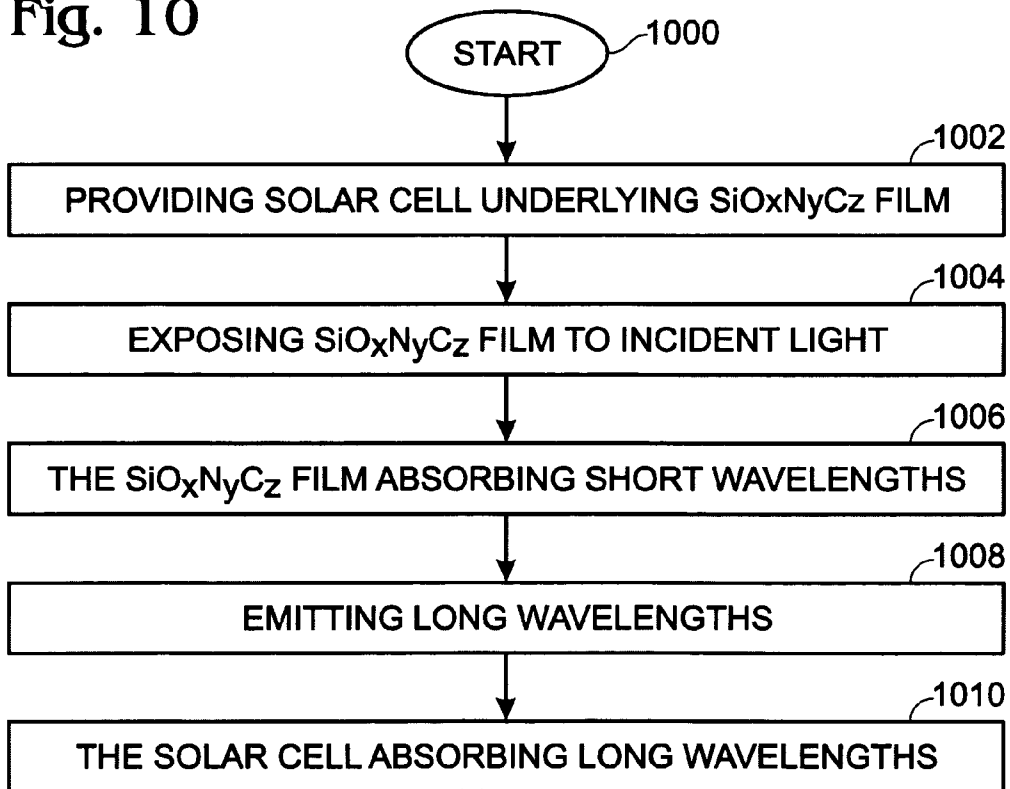 Fig. 10
START
1000
1002
PROVIDING SOLAR CELL UNDERLYING SiOxNyCz FILM
1004
EXPOSING SiOxNyCz FILM TO INCIDENT LIGHT
1006
THE SiOxNyCz FILM ABSORBING SHORT WAVELENGTHS
1008
EMITTING LONG WAVELENGTHS
1010
THE SOLAR CELL ABSORBING LONG WAVELENGTHS